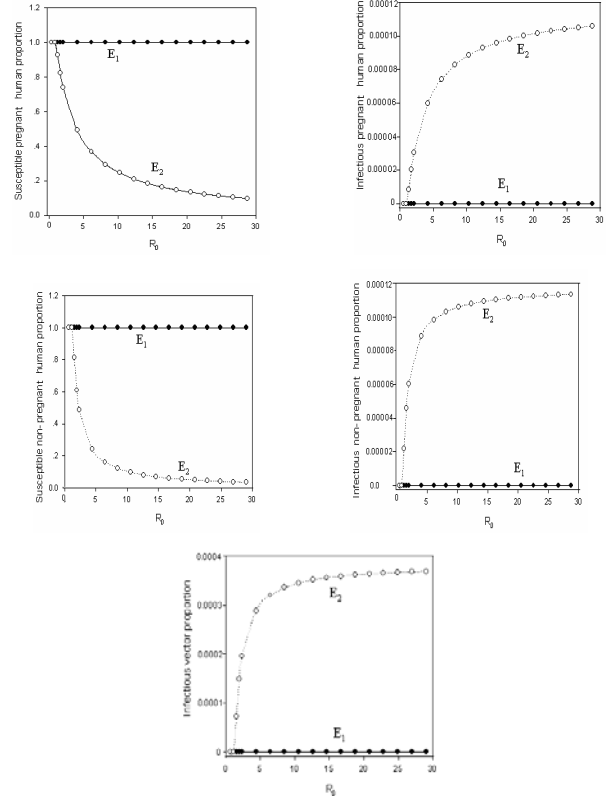 Susceptible pregnant human proportion
1.2
1.0
.8
.6
.4
.2
0.0
E1
E2
0 5 10 15 20 25 30
R0
Infectious pregnant human proportion
0.00012
0.00010
0.00008
0.00006
0.00004
0.00002
0
E2
E1
0 5 10 15 20 25 30
R0
Susceptible non-pregnant human proportion
1.2
1.0
.8
.6
.4
.2
0.0
E1
E2
0 5 10 15 20 25 30
R0
Infectious non-pregnant human proportion
0.00012
0.00010
0.00008
0.00006
0.00004
0.00002
0.0
E2
E1
0 5 10 15 20 25 30
R0
Infectious vector proportion
0.0004
0.0003
0.0002
0.0001
0
E2
E1
0 5 10 15 20 25 30
R0